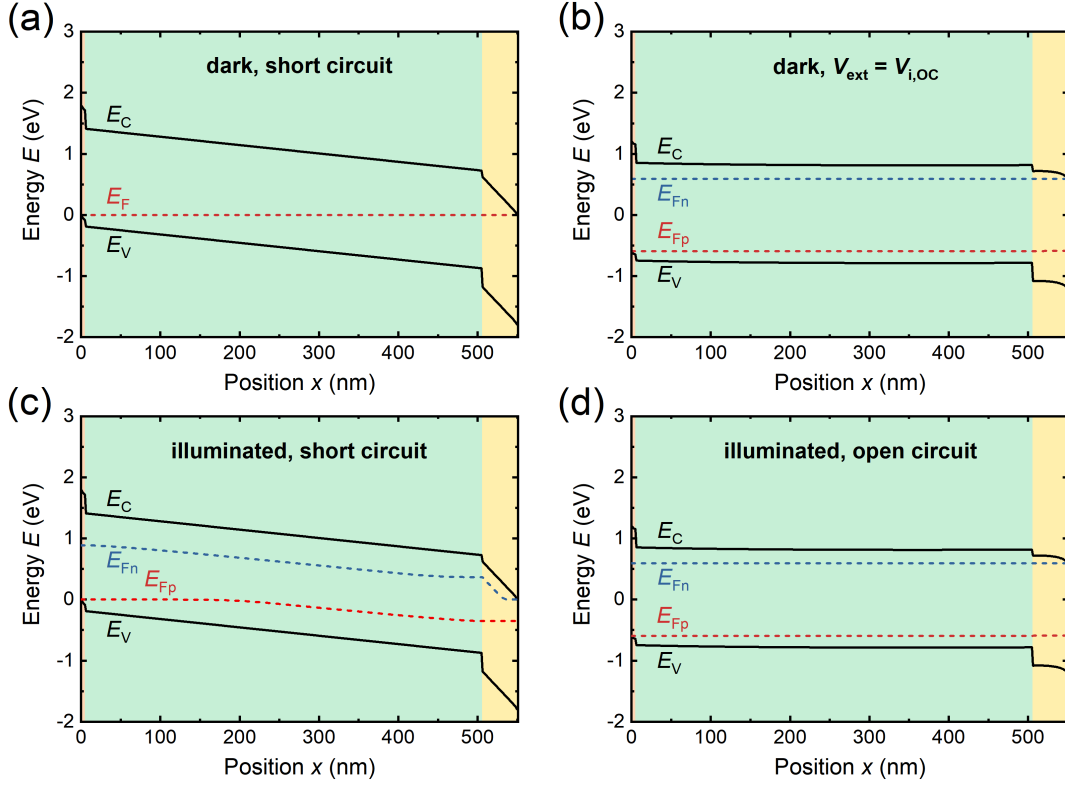 (a)
dark, short circuit
E_C
E_F
E_V
Energy E (eV)
3
2
1
0
-1
-2
0
100
200
300
400
500
Position x (nm)
(b)
dark, V_ext = V_i,OC
E_C
E_Fn
E_Fp
E_V
Energy E (eV)
3
2
1
0
-1
-2
0
100
200
300
400
500
Position x (nm)
(c)
illuminated, short circuit
E_C
E_Fn
E_Fp
E_V
Energy E (eV)
3
2
1
0
-1
-2
0
100
200
300
400
500
Position x (nm)
(d)
illuminated, open circuit
E_C
E_Fn
E_Fp
E_V
Energy E (eV)
3
2
1
0
-1
-2
0
100
200
300
400
500
Position x (nm)